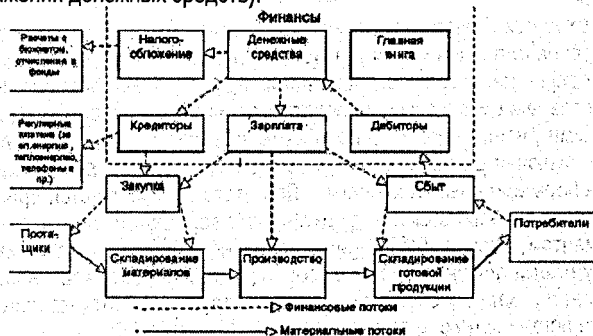 жении денежных средств).
Финансы
Расчеты с
бюджетом,
отчисления в
фонды
Налого-
обложение
Денежные
средства
Главная
книга
Регулярные
платежи (за
эл.энергию,
теплоэнергию,
телефоны и
пр.)
Кредиторы
Зарплата
Дебиторы
Закупка
Сбыт
Постав-
щики
Складирование
материалов
Производство
Складирование
готовой
продукции
Потребители
Финансовые потоки
Материальные потоки